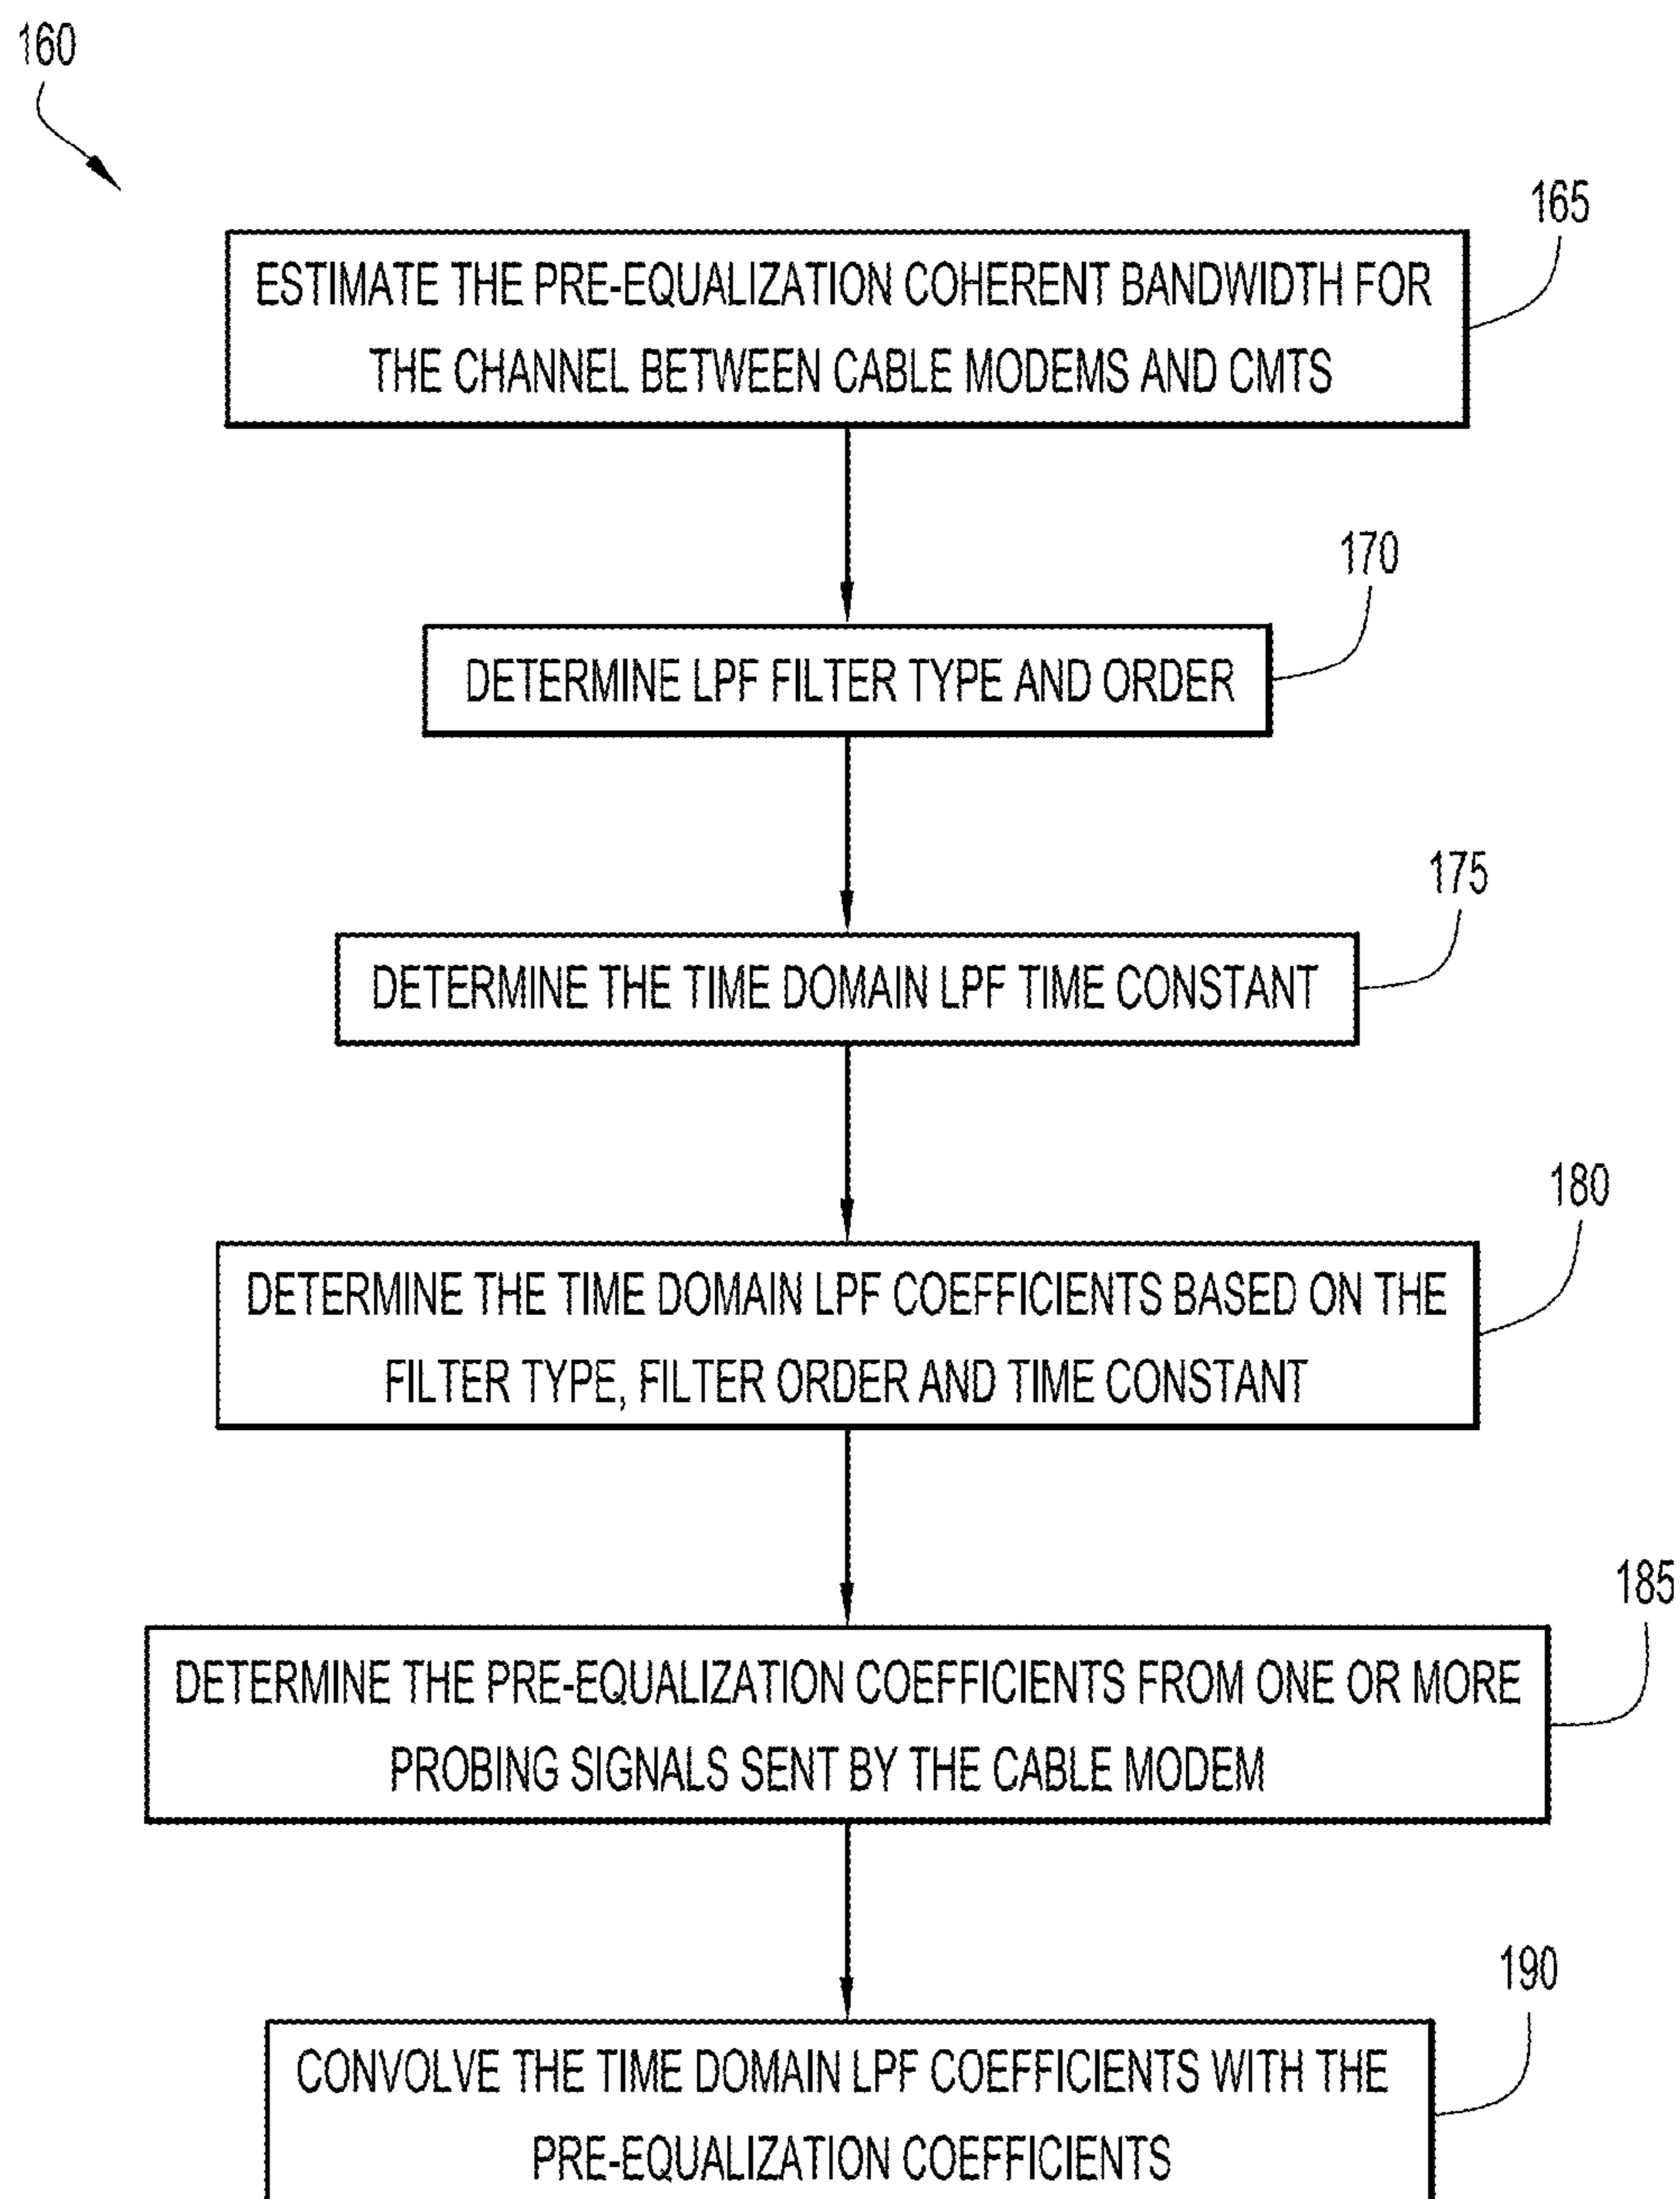 160
165
ESTIMATE THE PRE-EQUALIZATION COHERENT BANDWIDTH FOR
THE CHANNEL BETWEEN CABLE MODEMS AND CMTS
170
DETERMINE LPF FILTER TYPE AND ORDER
175
DETERMINE THE TIME DOMAIN LPF TIME CONSTANT
180
DETERMINE THE TIME DOMAIN LPF COEFFICIENTS BASED ON THE
FILTER TYPE, FILTER ORDER AND TIME CONSTANT
185
DETERMINE THE PRE-EQUALIZATION COEFFICIENTS FROM ONE OR MORE
PROBING SIGNALS SENT BY THE CABLE MODEM
190
CONVOLVE THE TIME DOMAIN LPF COEFFICIENTS WITH THE
PRE-EQUALIZATION COEFFICIENTS